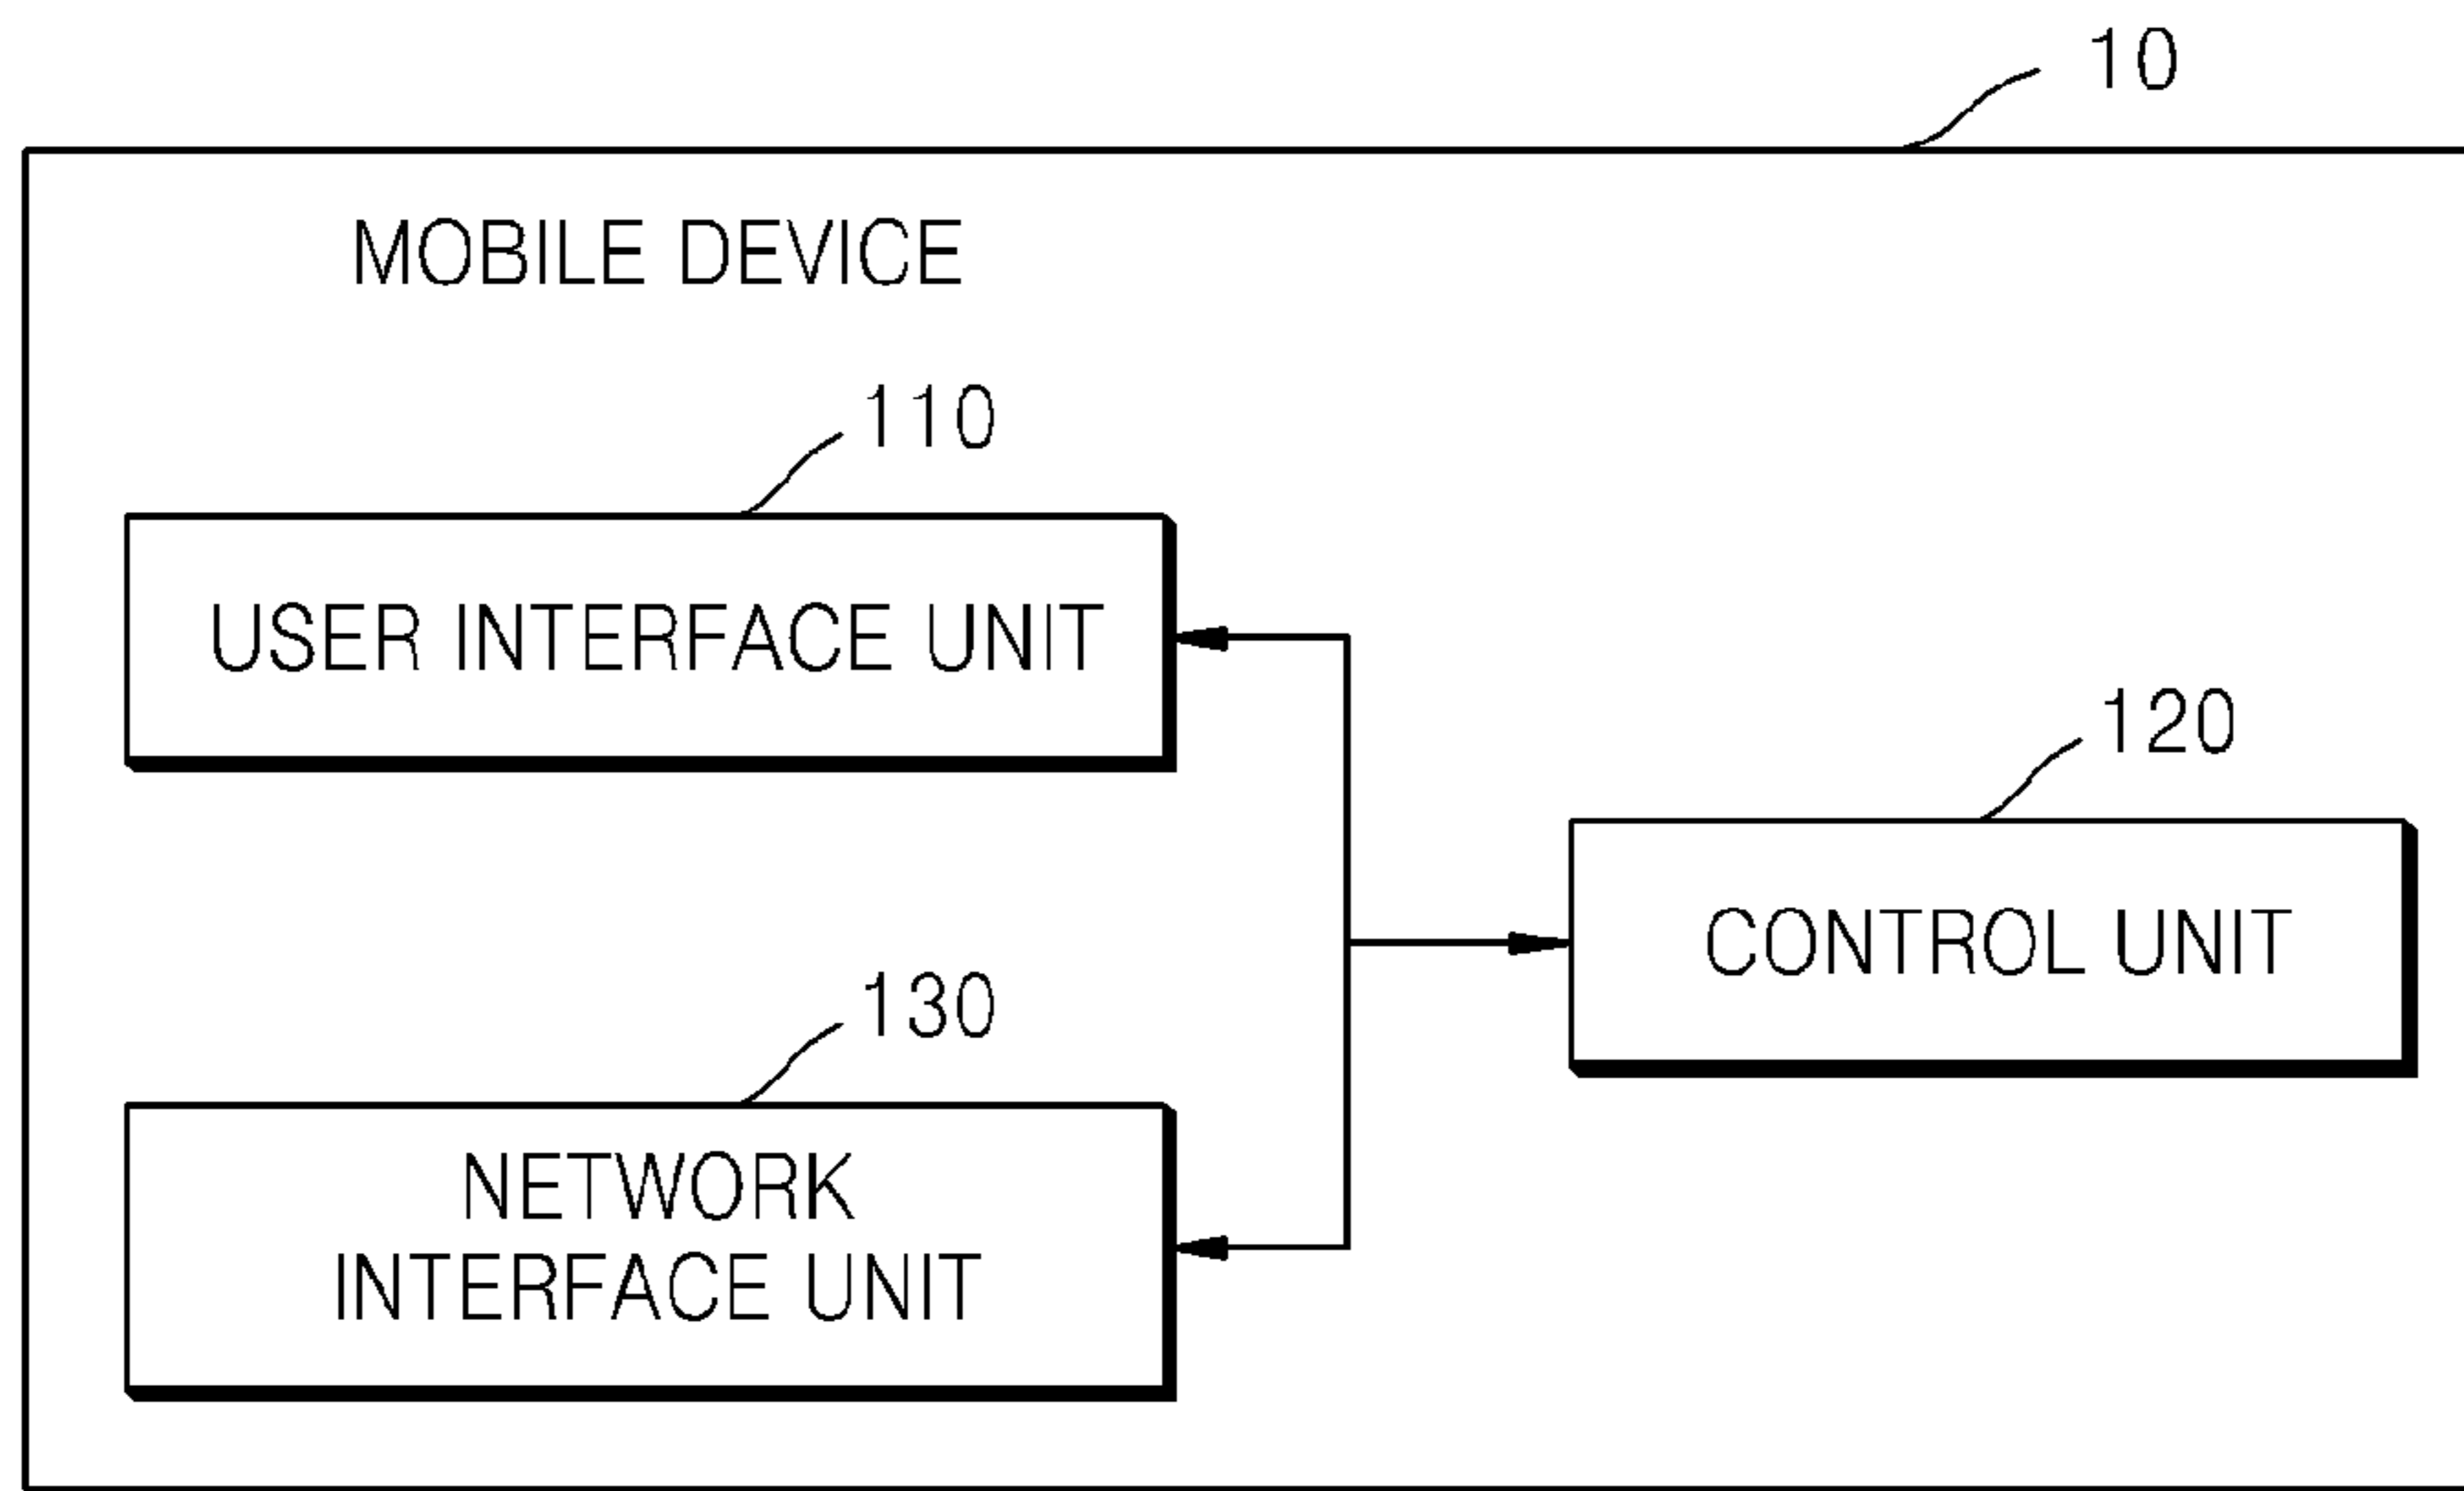 10
MOBILE DEVICE
110
USER INTERFACE UNIT
120
CONTROL UNIT
130
NETWORK
INTERFACE UNIT